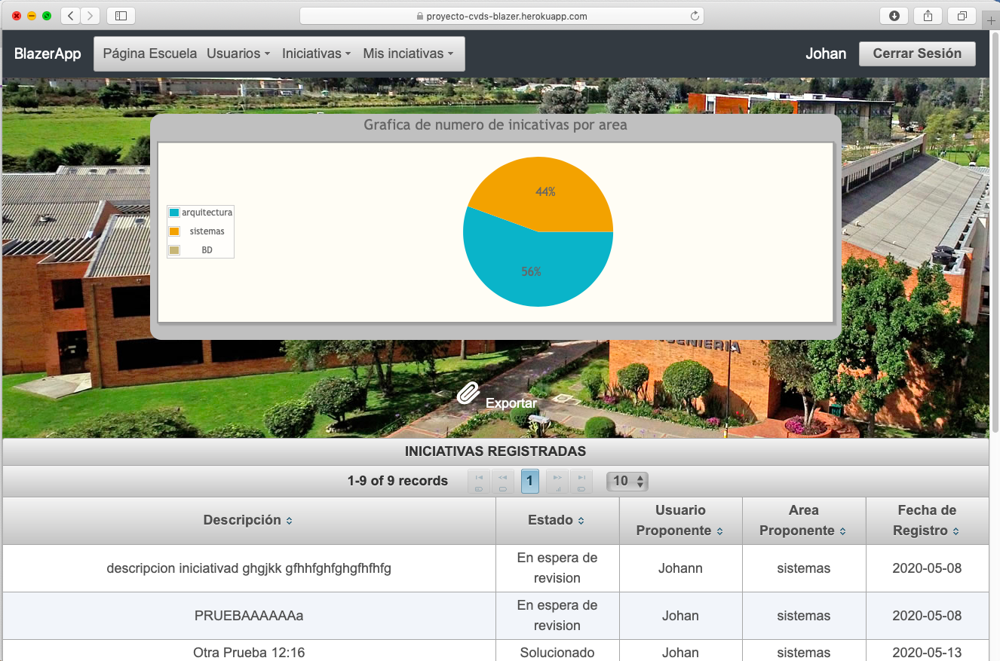 proyecto-cvds-blazer.herokuapp.com
BlazerApp Página Escuela Usuarios Iniciativas Mis inciativas Johan Cerrar Sesión
Grafica de numero de inicativas por area
44%
arquitectura
sistemas
BD
56%
INGENIERIA
Exportar
INICIATIVAS REGISTRADAS
1-9 of 9 records 1 10
Descripción Estado Usuario Proponente Area Proponente Fecha de Registro
descripcion iniciativad ghgjkk gfhhfghfghgfhfhfg En espera de revision Johann sistemas 2020-05-08
PRUEBAAAAAAa En espera de revision Johan sistemas 2020-05-08
Otra Prueba 12:16 Solucionado Johan sistemas 2020-05-13